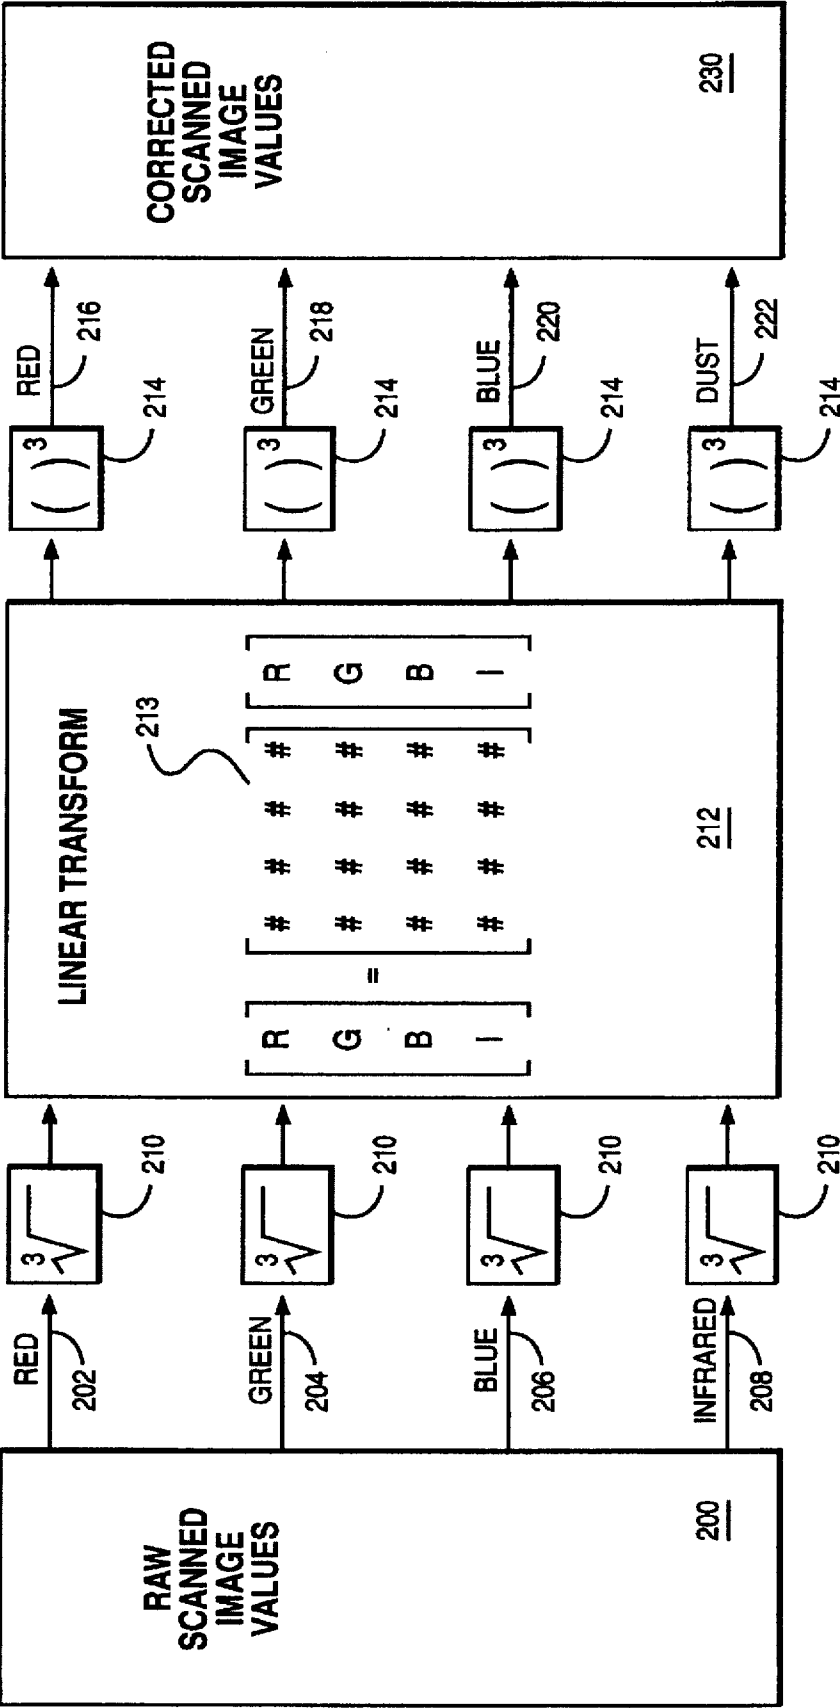 RAW
SCANNED
IMAGE
VALUES
200
RED
202
GREEN
204
BLUE
206
INFRARED
208
3 √
210
3 √
210
3 √
210
3 √
210
LINEAR TRANSFORM
213
R # # # # R
G = # # # # G
B # # # # B
I # # # # I
212
( ) 3
214
( ) 3
214
( ) 3
214
( ) 3
214
RED
216
GREEN
218
BLUE
220
DUST
222
CORRECTED
SCANNED
IMAGE
VALUES
230